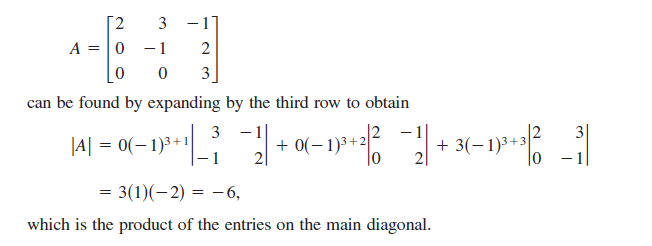 A = [2 3 −1
0 −1 2
0 0 3]
can be found by expanding by the third row to obtain
|A| = 0(−1)³⁺¹ |3 −1; −1 2| + 0(−1)³⁺² |2 −1; 0 2| + 3(−1)³⁺³ |2 3; 0 −1|
= 3(1)(−2) = −6,
which is the product of the entries on the main diagonal.